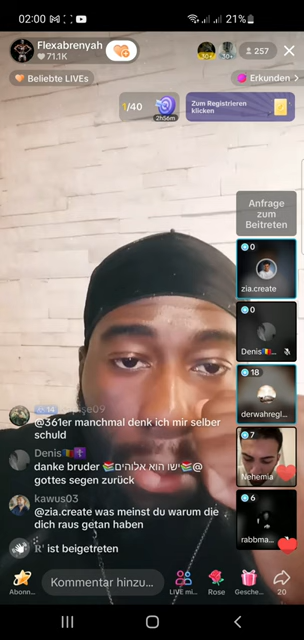 02:00
21%
Flexabrenyah
71.1K
257
Beliebte LIVEs
Erkunden >
1/40
2h56m
Zum Registrieren
klicken
Anfrage
zum
Beitreten
0
zia.create
0
Denis
18
derwahregl...
7
Nehemia
6
rabbma...
14
@361er manchmal denk ich mir selber
schuld
Denis
danke bruder ישו הוא אלוהים@
gottes segen zurück
kawus03
@zia.create was meinst du warum die
dich raus getan haben
R' ist beigetreten
Kommentar hinzu...
Abonn...
LIVE mi...
Rose
Gesche...
20